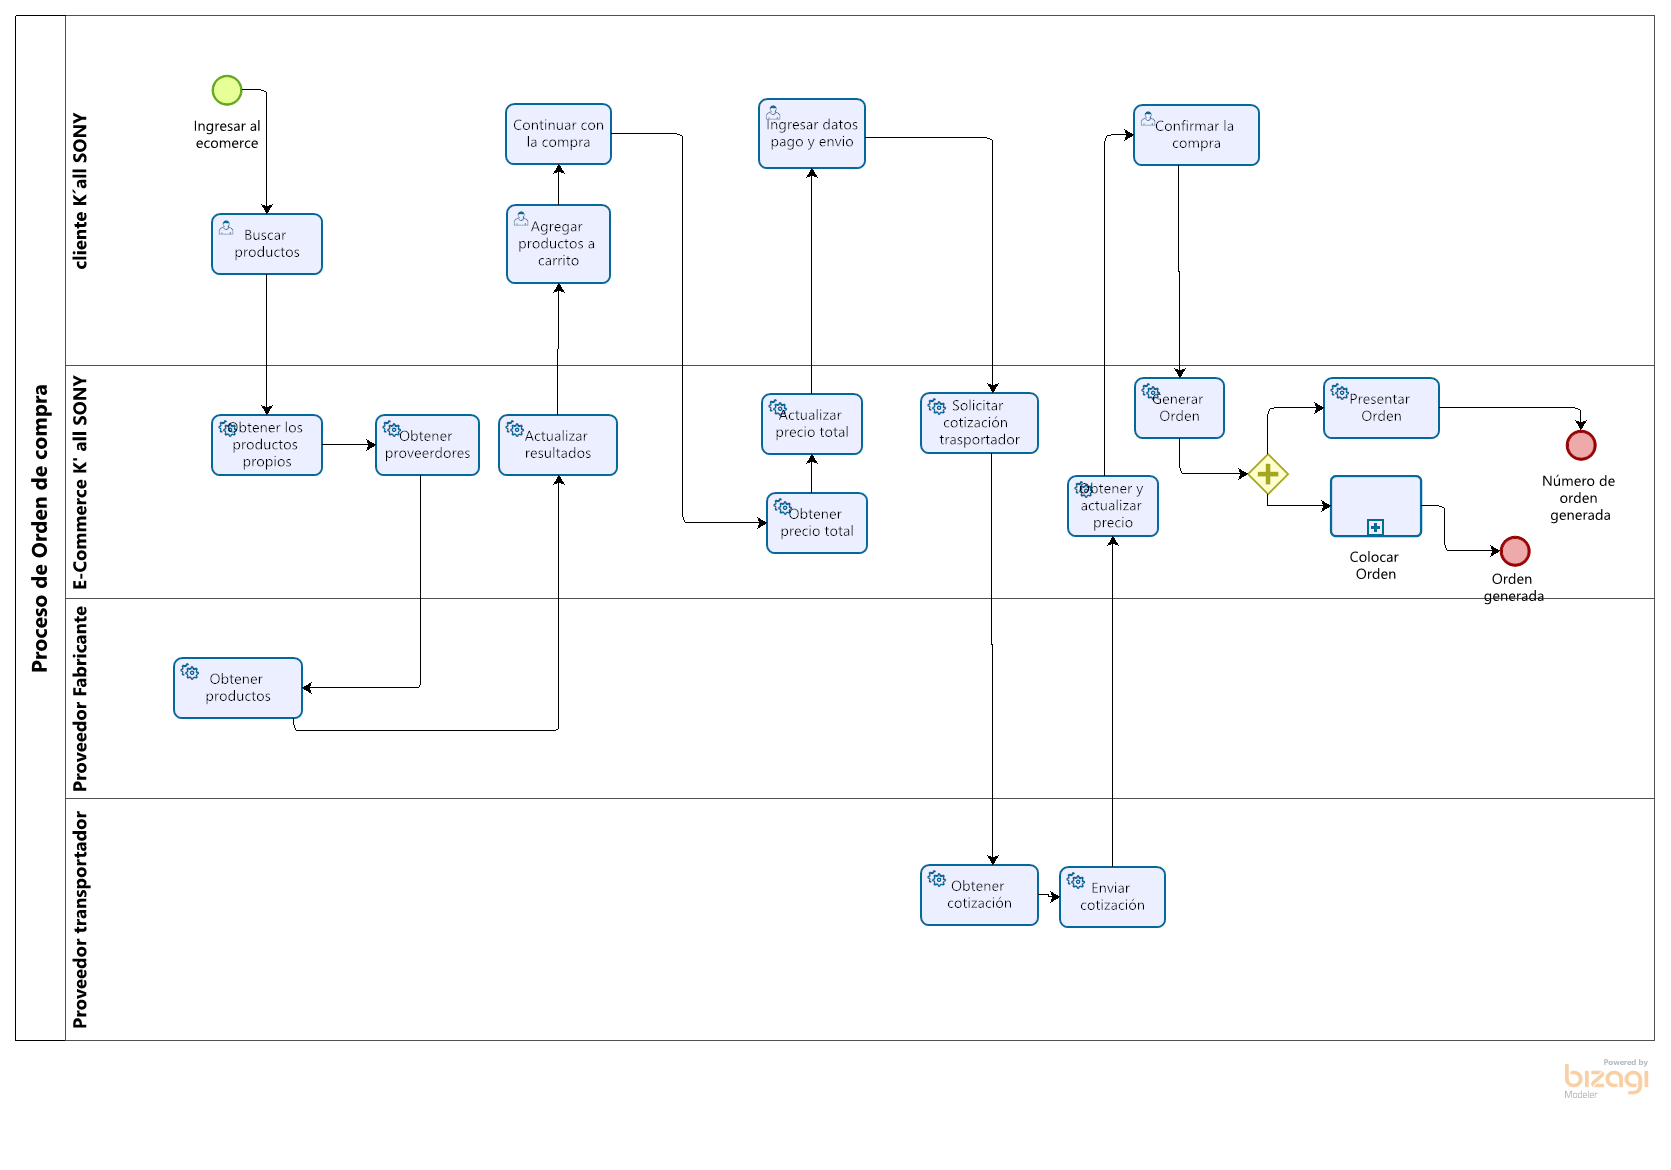 Proceso de Orden de compra
cliente K´all SONY
Ingresar al
ecomerce
Buscar
productos
Continuar con
la compra
Agregar
productos a
carrito
Ingresar datos
pago y envio
Confirmar la
compra
E-Commerce K' all SONY
Obtener los
productos
propios
Obtener
proveerdores
Actualizar
resultados
Actualizar
precio total
Obtener
precio total
Solicitar
cotización
trasportador
Obtener y
actualizar
precio
Generar
Orden
Presentar
Orden
Colocar
Orden
Número de
orden
generada
Orden
generada
Proveedor Fabricante
Obtener
productos
Proveedor transportador
Obtener
cotización
Enviar
cotización
Powered by
bizagi
Modeler